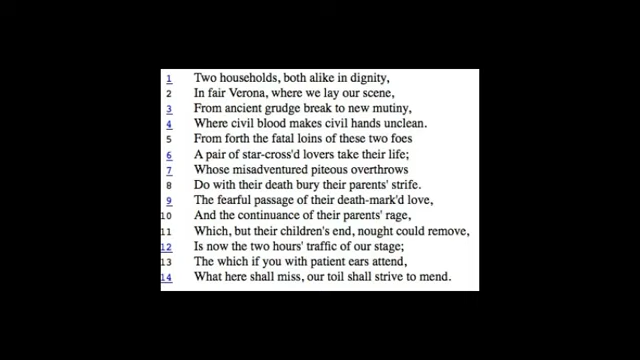 1 Two households, both alike in dignity,
2 In fair Verona, where we lay our scene,
3 From ancient grudge break to new mutiny,
4 Where civil blood makes civil hands unclean.
5 From forth the fatal loins of these two foes
6 A pair of star-cross'd lovers take their life;
7 Whose misadventured piteous overthrows
8 Do with their death bury their parents' strife.
9 The fearful passage of their death-mark'd love,
10 And the continuance of their parents' rage,
11 Which, but their children's end, nought could remove,
12 Is now the two hours' traffic of our stage;
13 The which if you with patient ears attend,
14 What here shall miss, our toil shall strive to mend.